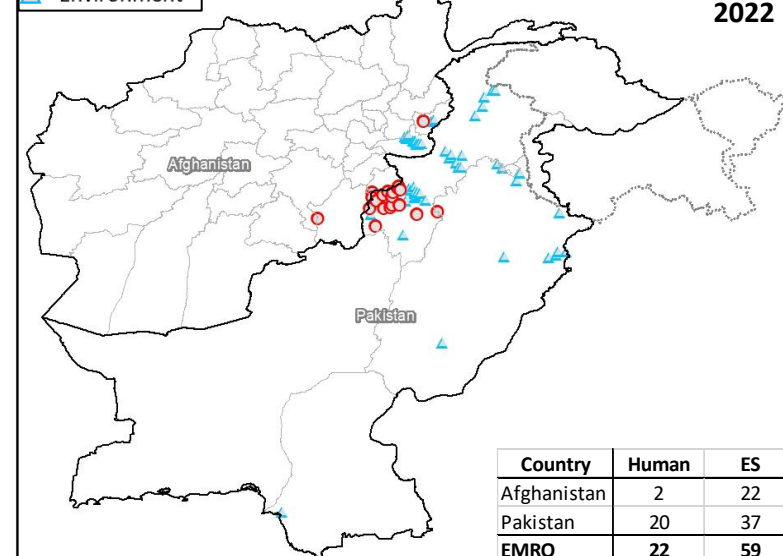 Environment
2022
Afghanistan
Pakistan
Country Human ES
Afghanistan 2 22
Pakistan 20 37
EMRO 22 59